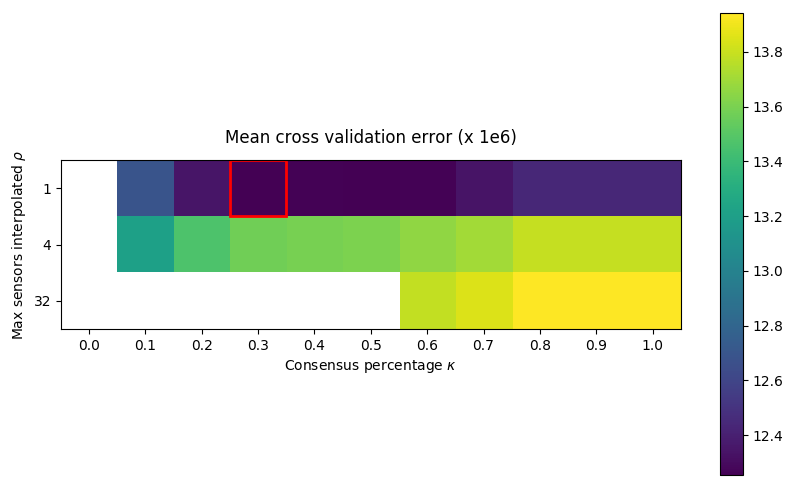 Mean cross validation error (x 1e6)
Max sensors interpolated ρ
1
4
32
0.0 0.1 0.2 0.3 0.4 0.5 0.6 0.7 0.8 0.9 1.0
Consensus percentage κ
13.8
13.6
13.4
13.2
13.0
12.8
12.6
12.4